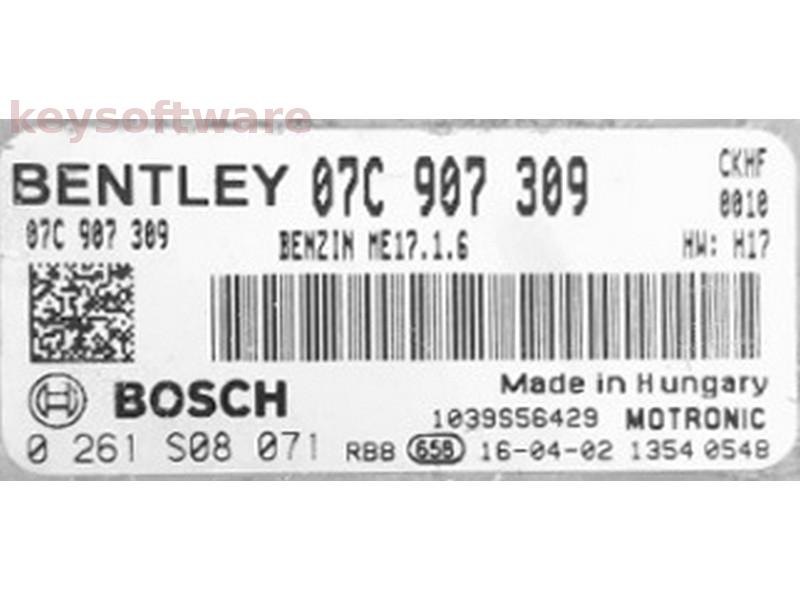 keysoftware
BENTLEY 07C 907 309 CKHF
07C 907 309 BENZIN ME17.1.6 0010
HW: H17
Made in Hungary
BOSCH 1039S56429 MOTRONIC
0 261 S08 071 RBB 658 16-04-02 1354 0548